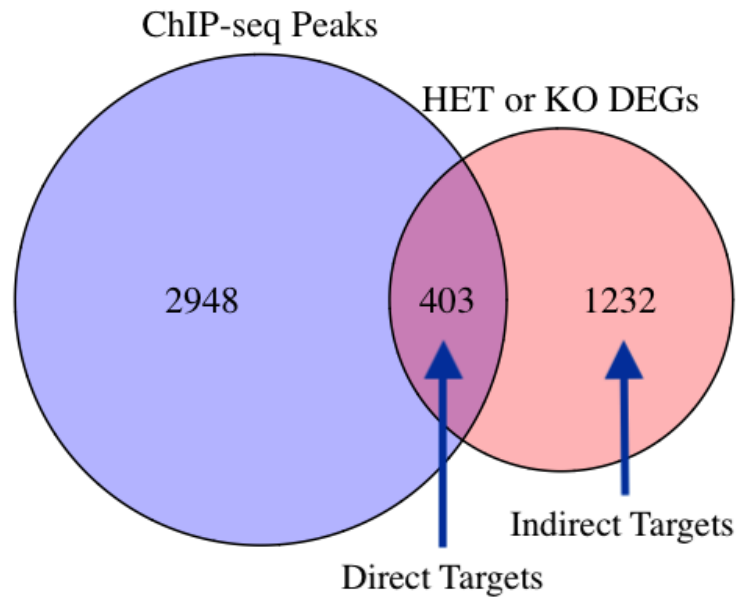 ChIP-seq Peaks
HET or KO DEGs
2948
403
1232
Indirect Targets
Direct Targets